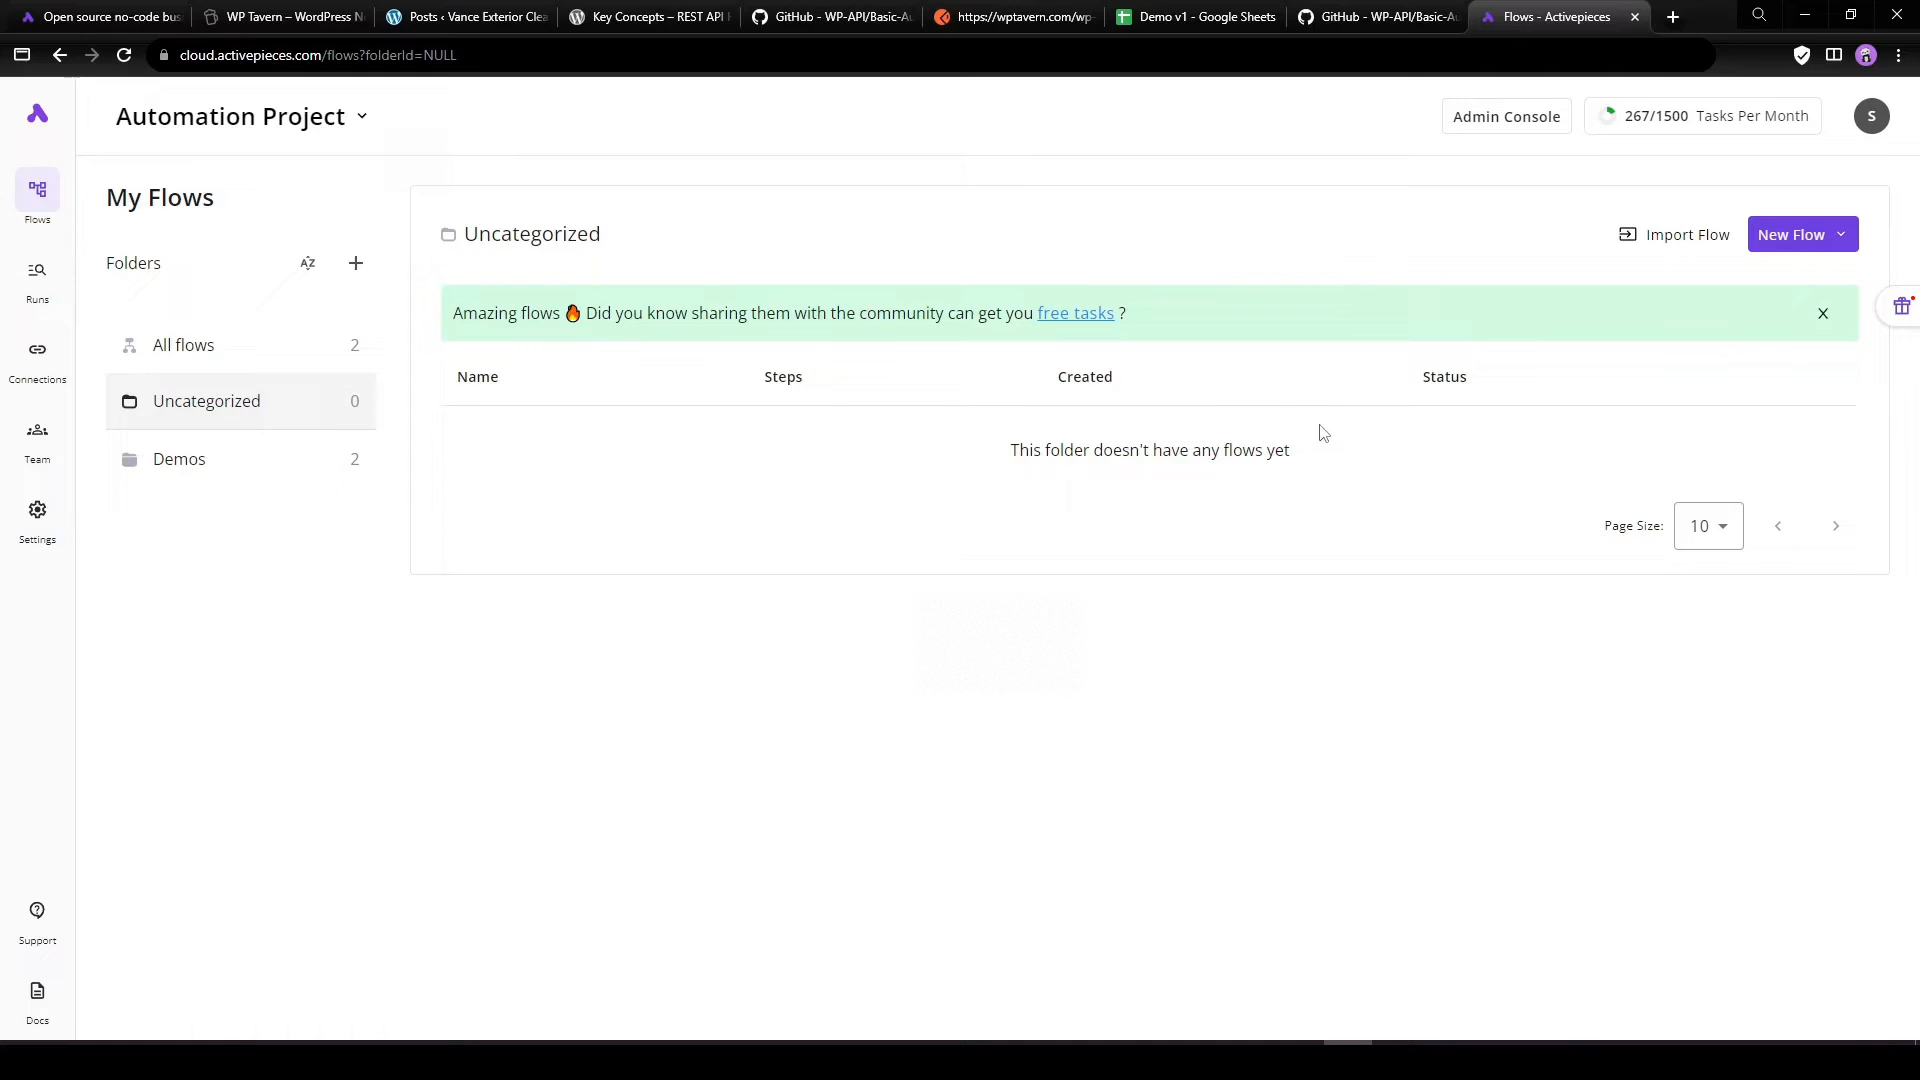 Open source no-code bus
WP Tavern – WordPress N
Posts ‹ Vance Exterior Clea
Key Concepts – REST API H
GitHub - WP-API/Basic-Au
https://wptavern.com/wp-
Demo v1 - Google Sheets
GitHub - WP-API/Basic-Au
Flows - Activepieces
cloud.activepieces.com/flows?folderId=NULL
Automation Project
Admin Console
267/1500 Tasks Per Month
S
Flows
Runs
Connections
Team
Settings
Support
Docs
My Flows
Folders
AZ
All flows 2
Uncategorized 0
Demos 2
Uncategorized
Import Flow
New Flow
Amazing flows 🔥 Did you know sharing them with the community can get you free tasks ?
X
Name Steps Created Status
This folder doesn't have any flows yet
Page Size: 10